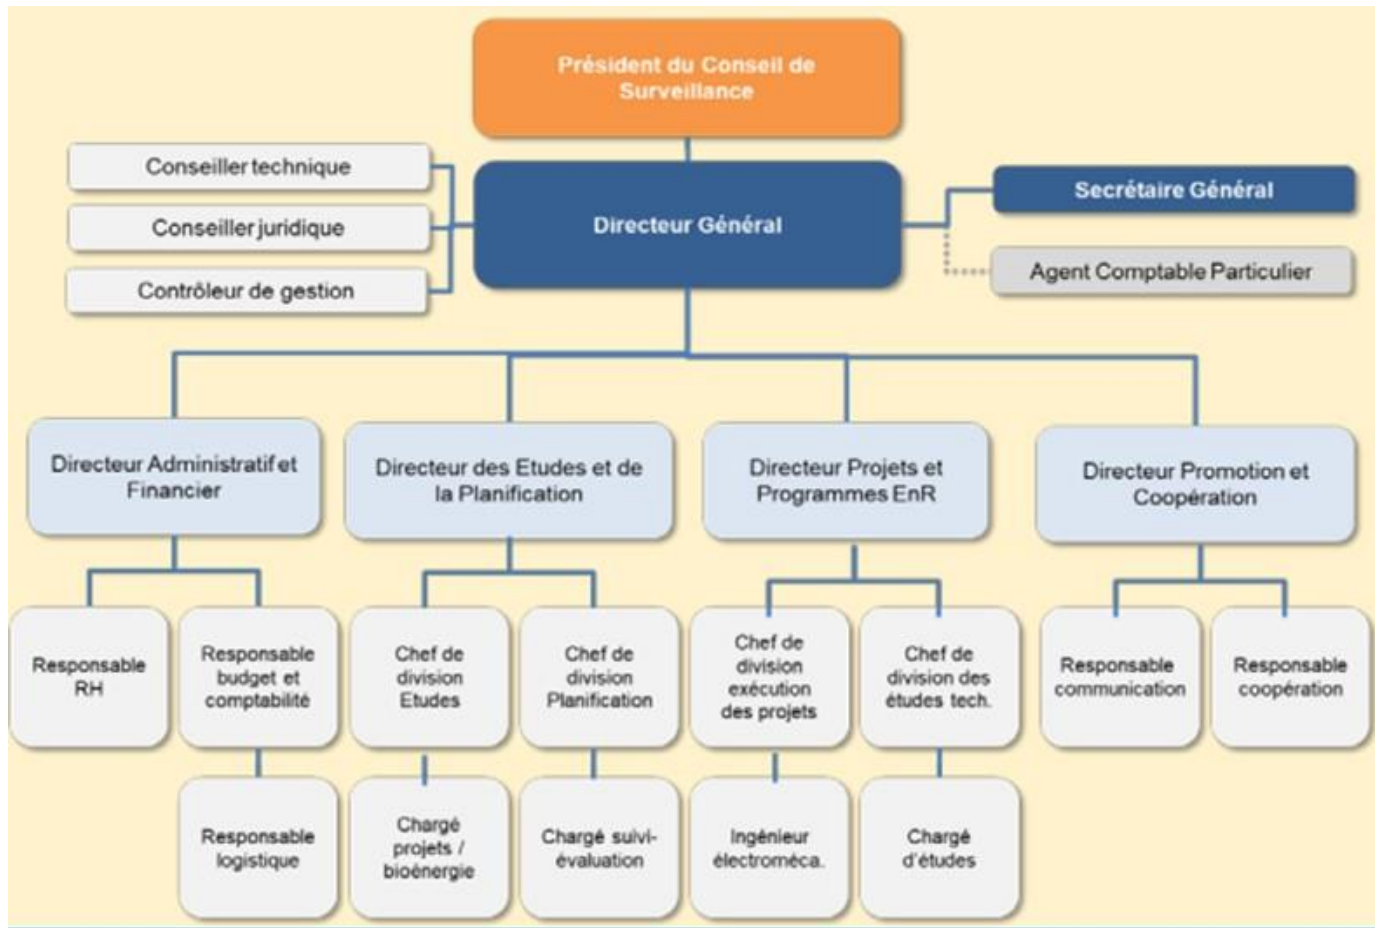 Président du Conseil de
Surveillance
Conseiller technique
Conseiller juridique
Contrôleur de gestion
Directeur Général
Secrétaire Général
Agent Comptable Particulier
Directeur Administratif et
Financier
Directeur des Etudes et de
la Planification
Directeur Projets et
Programmes EnR
Directeur Promotion et
Coopération
Responsable
RH
Responsable
budget et
comptabilité
Chef de
division
Etudes
Chef de
division
Planification
Chef de
division
exécution
des projets
Chef de
division des
études tech.
Responsable
communication
Responsable
coopération
Responsable
logistique
Chargé
projets /
bioénergie
Chargé suivi-
évaluation
Ingénieur
électroméca.
Chargé
d'études